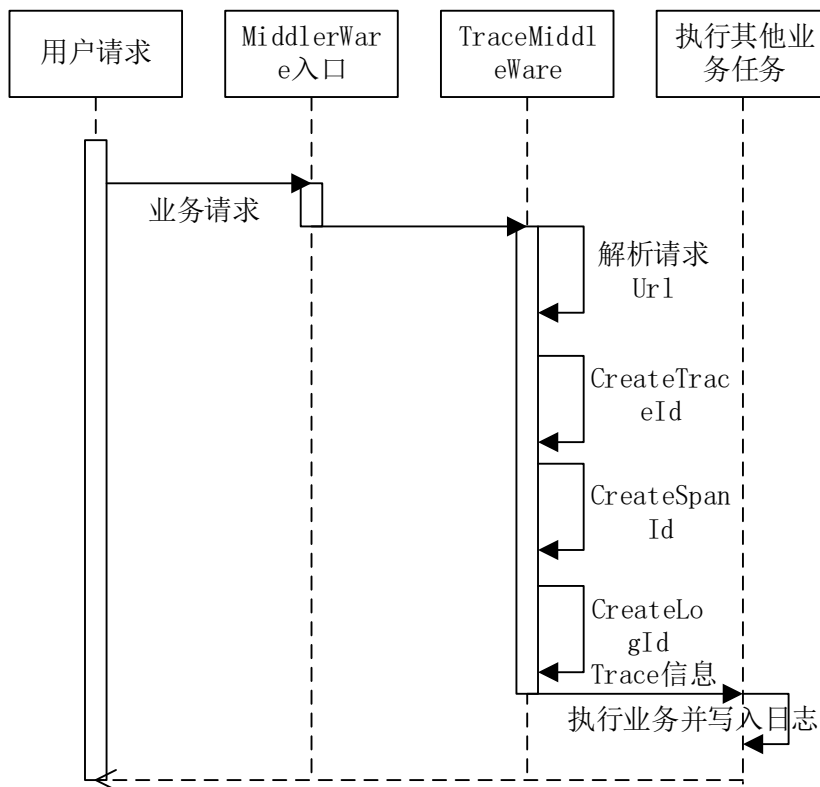 用户请求
MiddlerWar
e入口
TraceMiddl
eWare
执行其他业
务任务
业务请求
解析请求
Url
CreateTrac
eId
CreateSpan
Id
CreateLo
gId
Trace信息
执行业务并写入日志